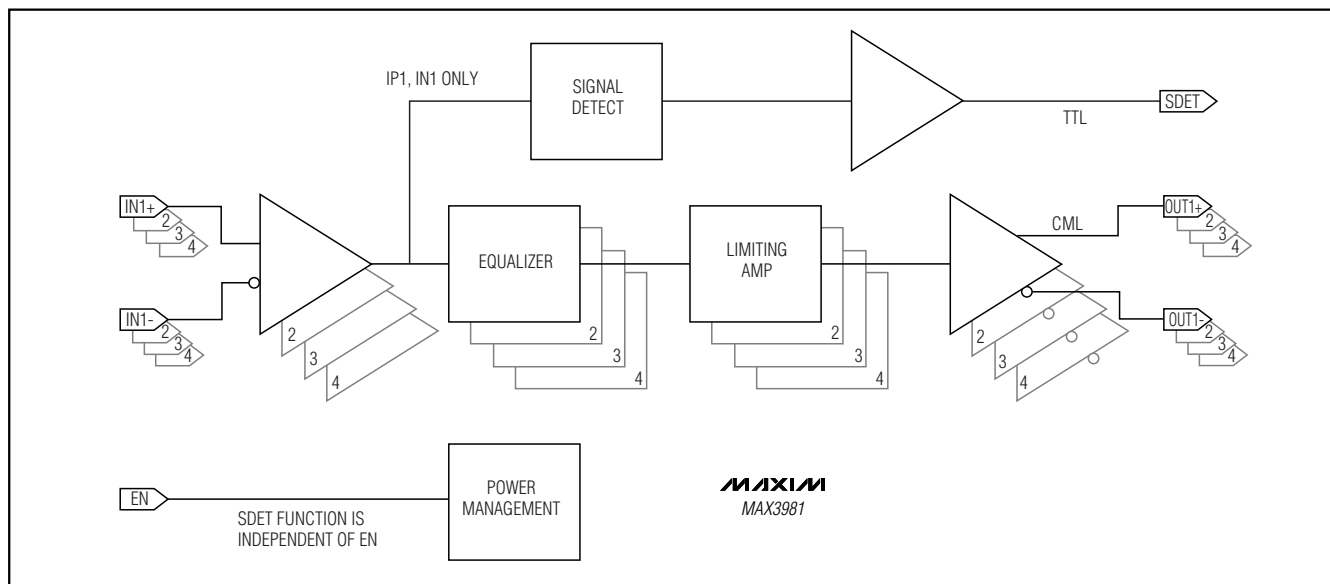 IP1, IN1 ONLY
SIGNAL
DETECT
TTL
SDET
IN1+
2
3
4
IN1-
2
3
4
2
3
4
EQUALIZER
2
3
4
LIMITING
AMP
2
3
4
CML
2
3
4
OUT1+
2
3
4
OUT1-
2
3
4
EN
SDET FUNCTION IS
INDEPENDENT OF EN
POWER
MANAGEMENT
MAXIM
MAX3981